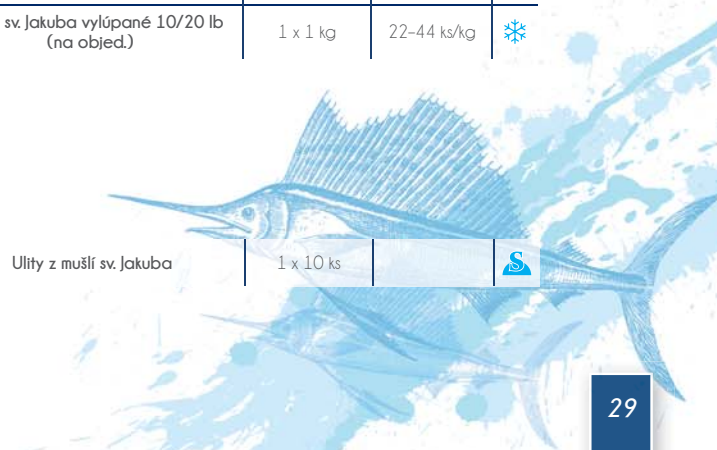 sv. Jakuba vylúpané 10/20 lb
(na objed.)
1 x 1 kg
22–44 ks/kg
Ulity z mušlí sv. Jakuba
1 x 10 ks
S
29